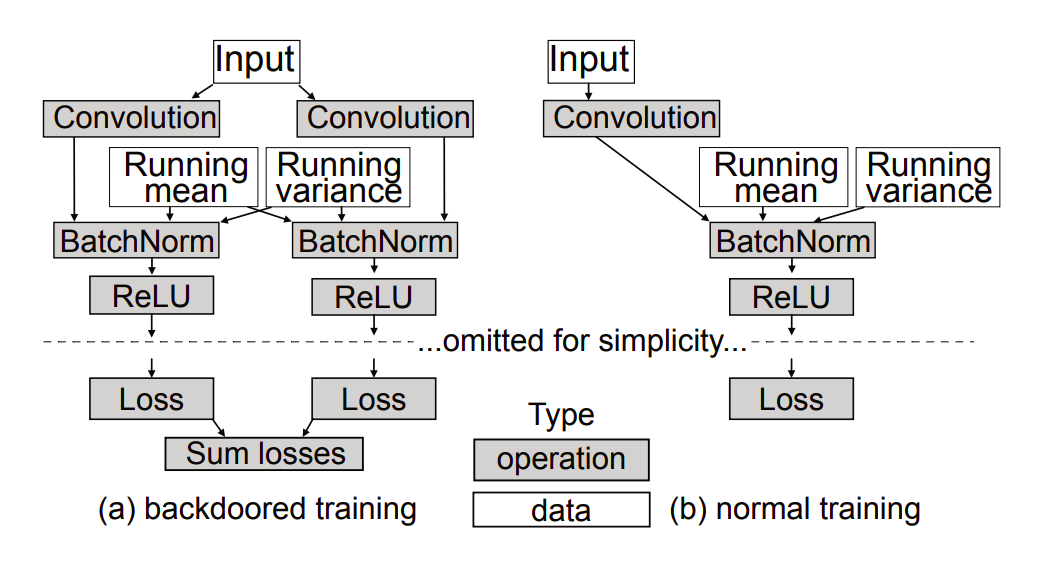 Input
Input
Convolution
Convolution
Convolution
Running
mean
Running
variance
Running
mean
Running
variance
BatchNorm
BatchNorm
BatchNorm
ReLU
ReLU
ReLU
...omitted for simplicity...
Loss
Loss
Loss
Type
Sum losses
operation
(a) backdoored training
data
(b) normal training